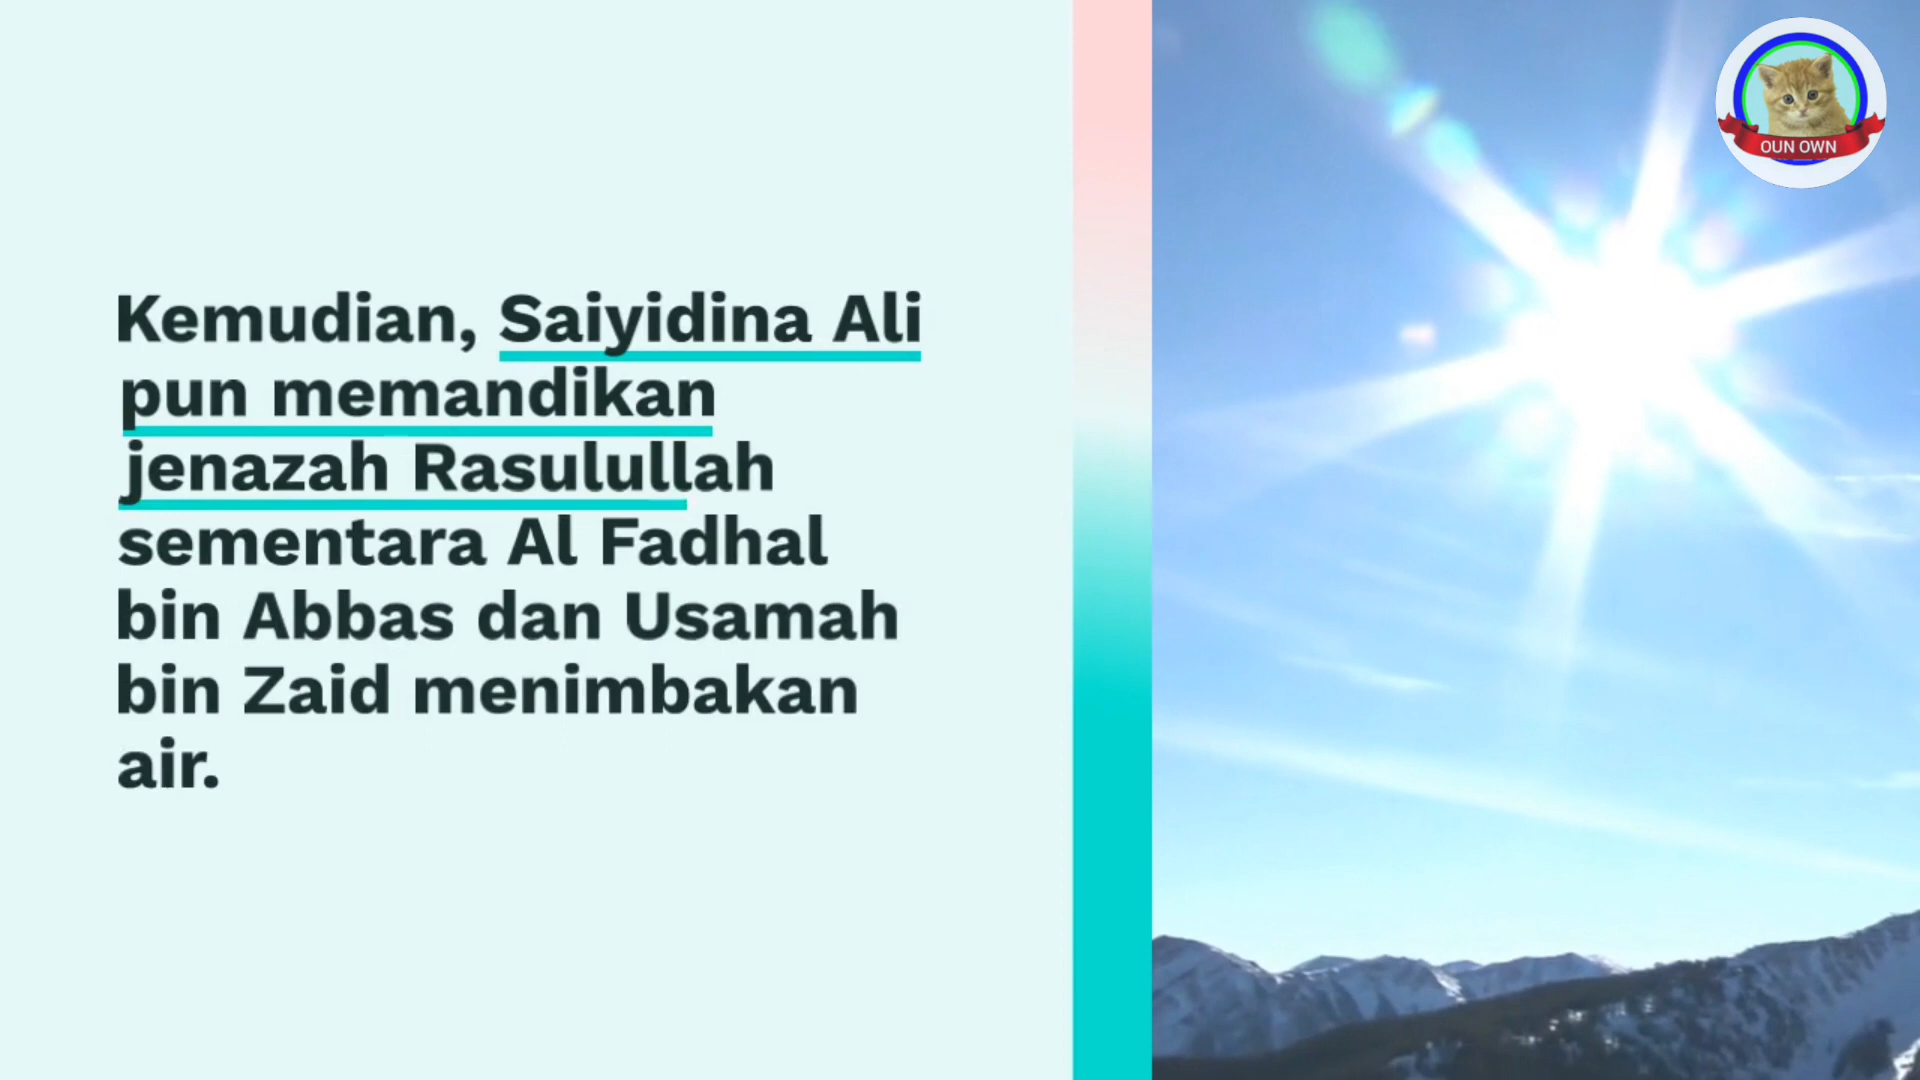 Kemudian, Saiyidina Ali
pun memandikan
jenazah Rasulullah
sementara Al Fadhal
bin Abbas dan Usamah
bin Zaid menimbakan
air.
OUN OWN